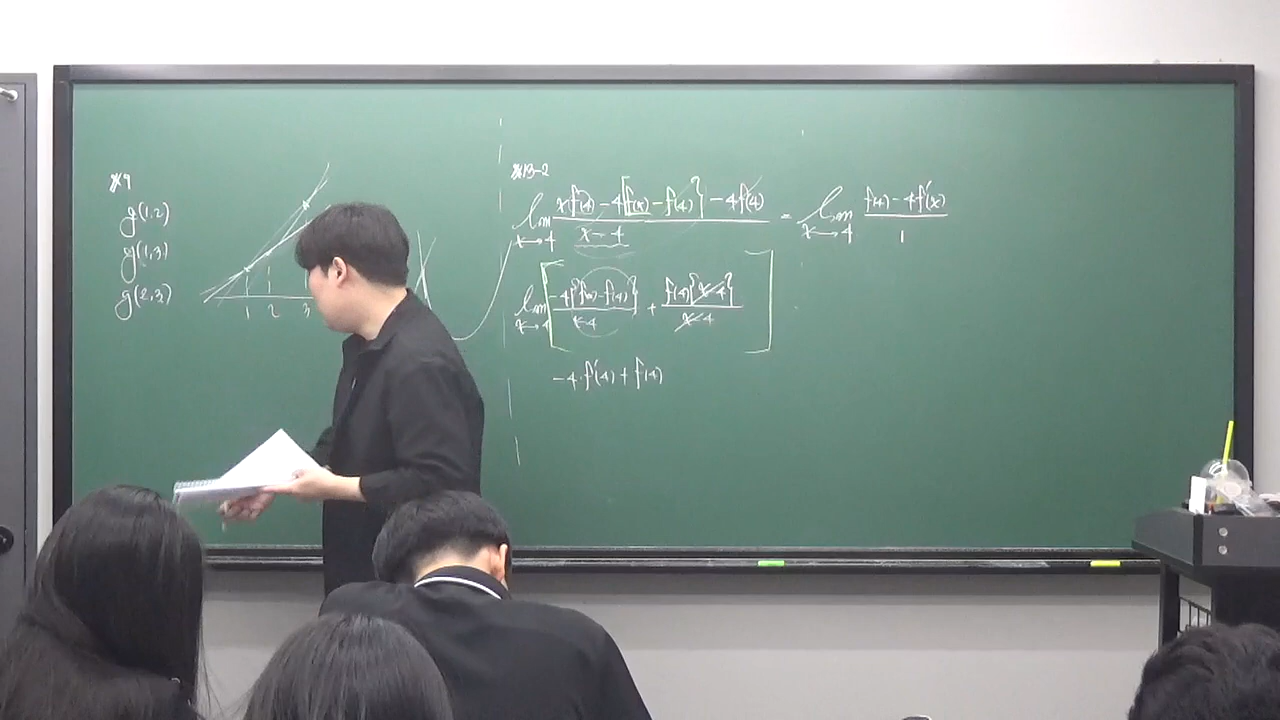 ※9
g(1,2)
g(1,3)
g(2,3)
1 2 3
※13-2
lim x→4 xf(4)-4{f(x)-f(4)}-4f(4) / x-4 = lim x→4 f(4)-4f'(x) / 1
lim x→4 [ -4{f(x)-f(4)} / x-4 + f(4){x-4} / x-4 ]
-4·f'(4)+f(4)